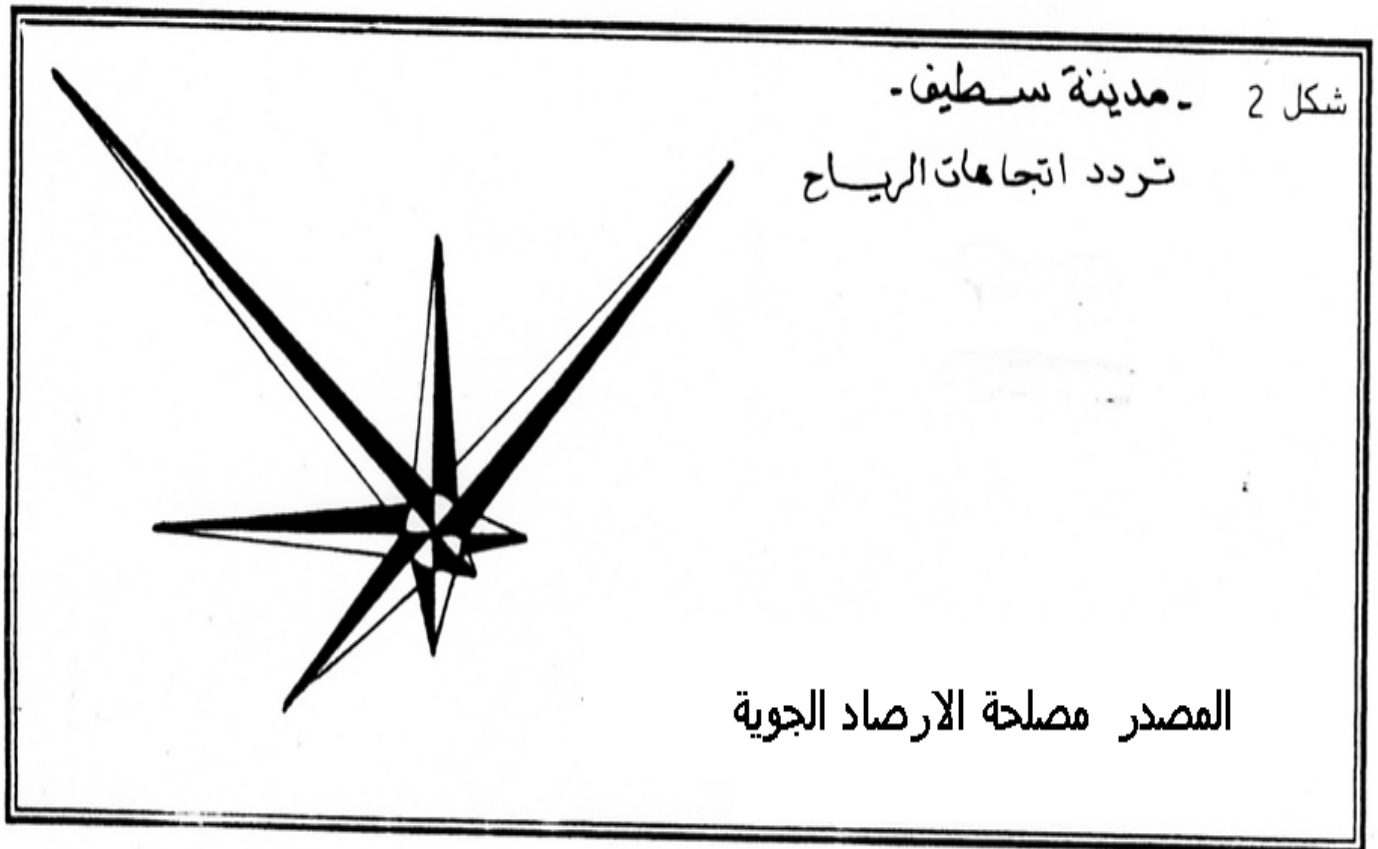 شكل 2 -مدينة سطيف-
تردد اتجاهات الرياح
المصدر مصلحة الارصاد الجوية